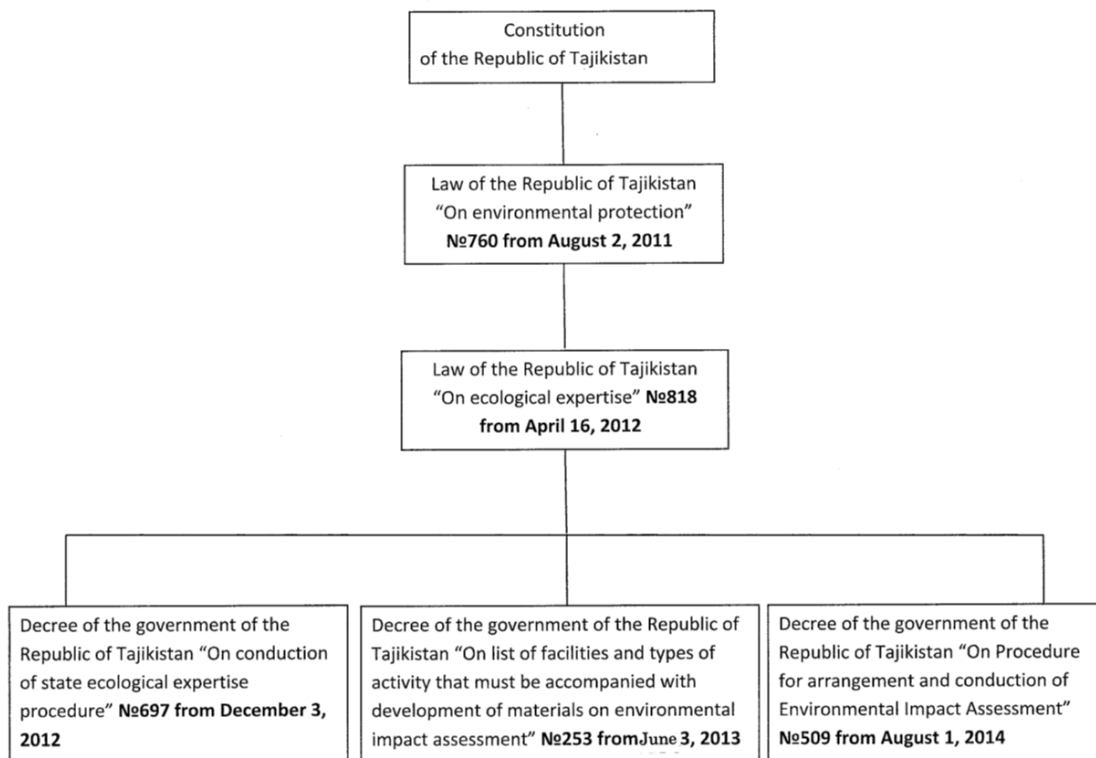 Constitution
of the Republic of Tajikistan
Law of the Republic of Tajikistan
“On environmental protection”
№760 from August 2, 2011
Law of the Republic of Tajikistan
“On ecological expertise” №818
from April 16, 2012
Decree of the government of the
Republic of Tajikistan “On conduction
of state ecological expertise
procedure” №697 from December 3,
2012
Decree of the government of the Republic of
Tajikistan “On list of facilities and types of
activity that must be accompanied with
development of materials on environmental
impact assessment” №253 fromJune 3, 2013
Decree of the government of the
Republic of Tajikistan “On Procedure
for arrangement and conduction of
Environmental Impact Assessment”
№509 from August 1, 2014